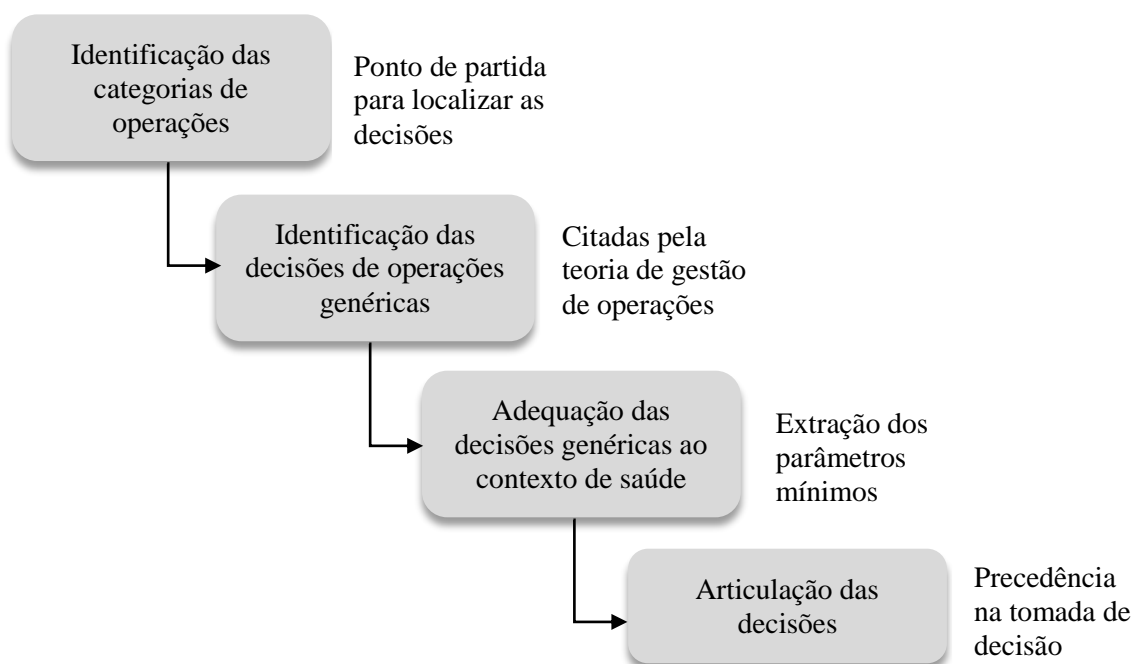 Identificação das
categorias de
operações
Ponto de partida
para localizar as
decisões
Identificação das
decisões de operações
genéricas
Citadas pela
teoria de gestão
de operações
Adequação das
decisões genéricas ao
contexto de saúde
Extração dos
parâmetros
mínimos
Articulação das
decisões
Precedência
na tomada de
decisão